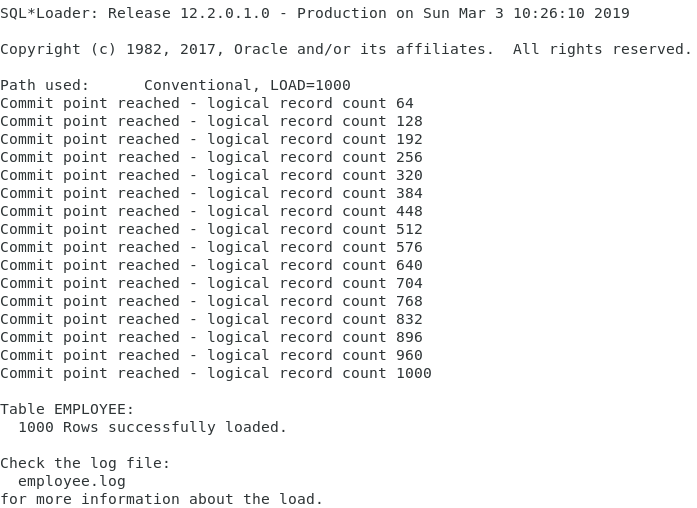 SQL*Loader: Release 12.2.0.1.0 - Production on Sun Mar 3 10:26:10 2019
Copyright (c) 1982, 2017, Oracle and/or its affiliates.  All rights reserved.
Path used:      Conventional, LOAD=1000
Commit point reached - logical record count 64
Commit point reached - logical record count 128
Commit point reached - logical record count 192
Commit point reached - logical record count 256
Commit point reached - logical record count 320
Commit point reached - logical record count 384
Commit point reached - logical record count 448
Commit point reached - logical record count 512
Commit point reached - logical record count 576
Commit point reached - logical record count 640
Commit point reached - logical record count 704
Commit point reached - logical record count 768
Commit point reached - logical record count 832
Commit point reached - logical record count 896
Commit point reached - logical record count 960
Commit point reached - logical record count 1000
Table EMPLOYEE:
  1000 Rows successfully loaded.
Check the log file:
  employee.log
for more information about the load.